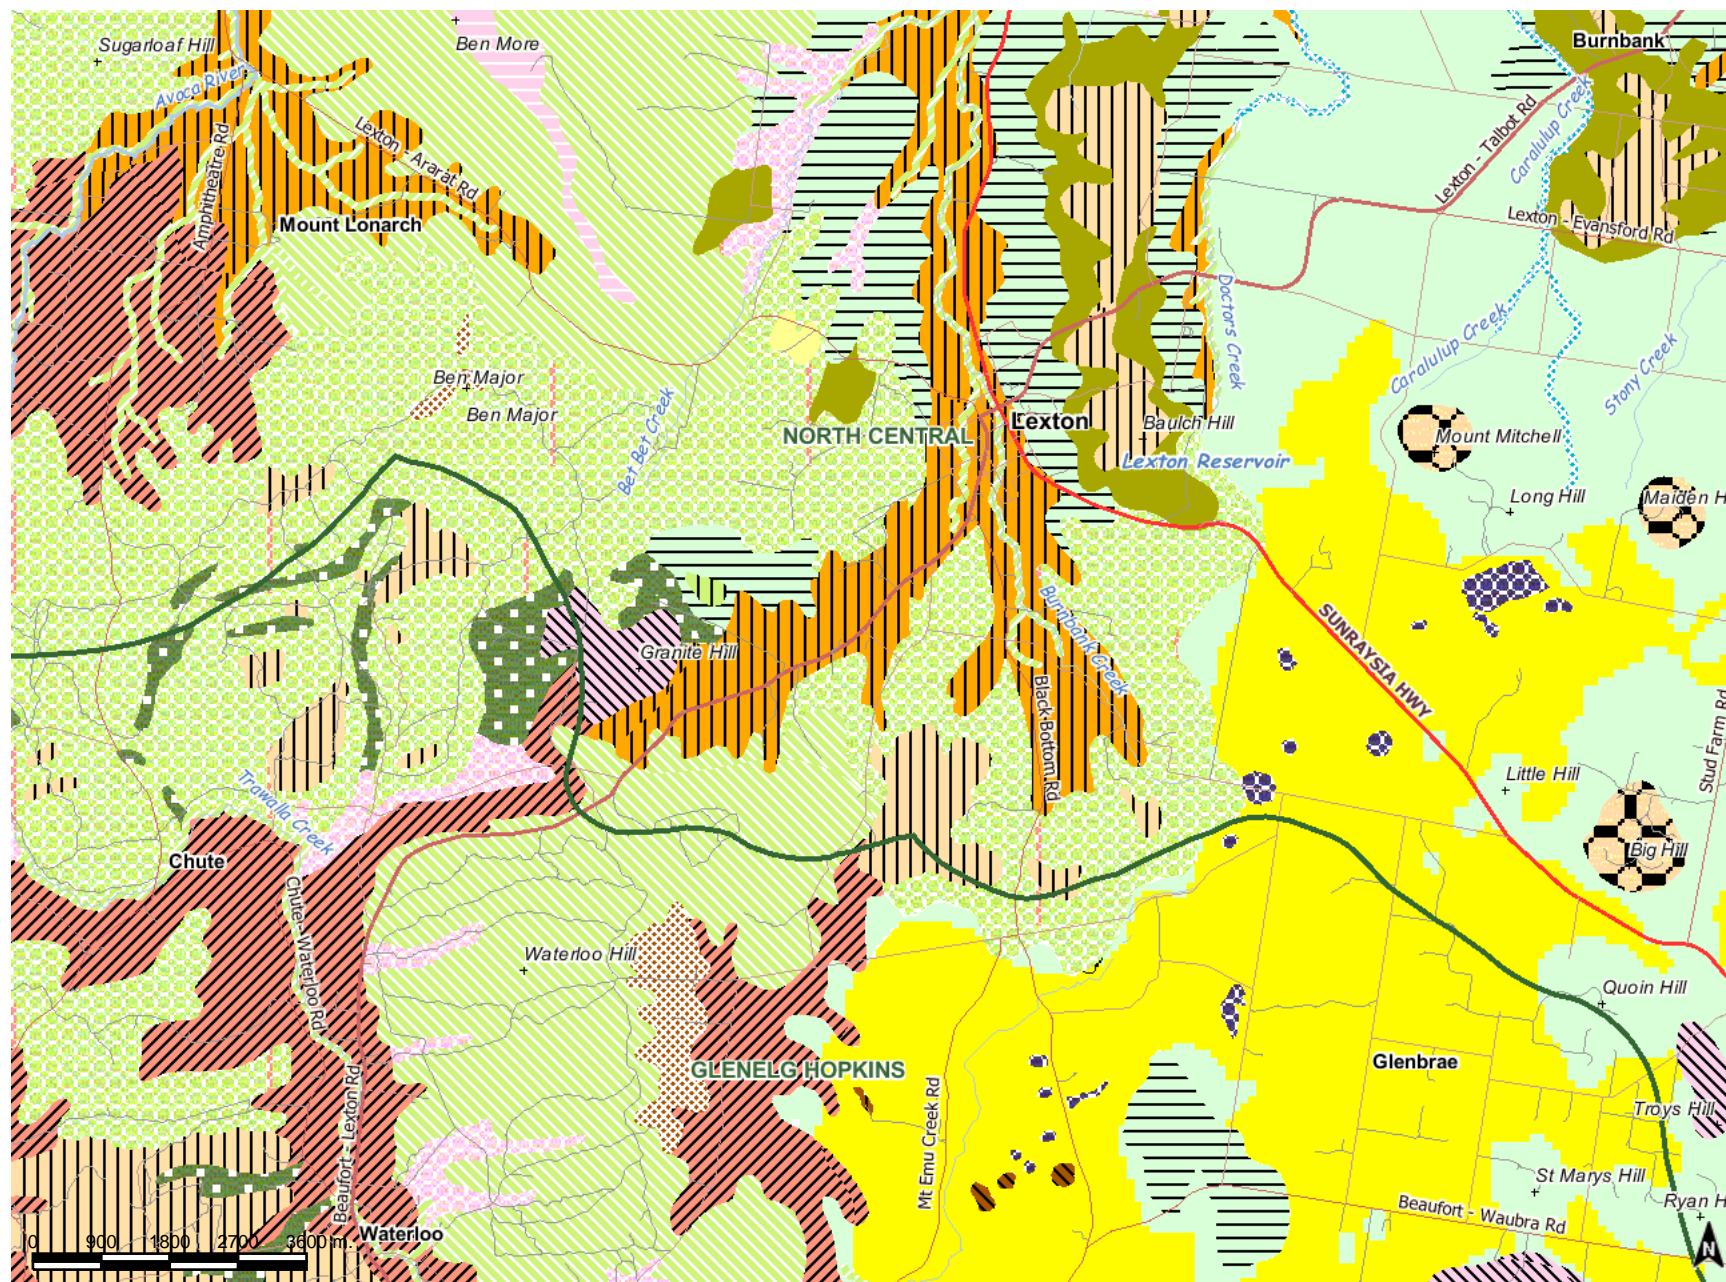 Sugarloaf Hill
Ben More
Burnbank
Avoca River
Amphitheatre Rd
Lexton - Ararat Rd
Mount Lonarch
Lexton - Talbot Rd
Caralulup Creek
Lexton - Evansford Rd
Doctors Creek
Caralulup Creek
Stony Creek
Ben Major
Ben Major
Bet Bet Creek
NORTH CENTRAL
Lexton
Baulch Hill
Lexton Reservoir
Mount Mitchell
Long Hill
Maiden H
Burnbank Creek
SUNRAYSIA HWY
Granite Hill
Black Bottom Rd
Stud Farm Rd
Trawalla Creek
Little Hill
Chute
Big Hill
Chute - Waterloo Rd
Waterloo Hill
Quoin Hill
GLENELG HOPKINS
Glenbrae
Mt Emu Creek Rd
Beaufort - Lexton Rd
Troys Hill
St Marys Hill
Ryan H
Beaufort - Waubra Rd
Waterloo
0 900 1800 2700 3600 m.
N